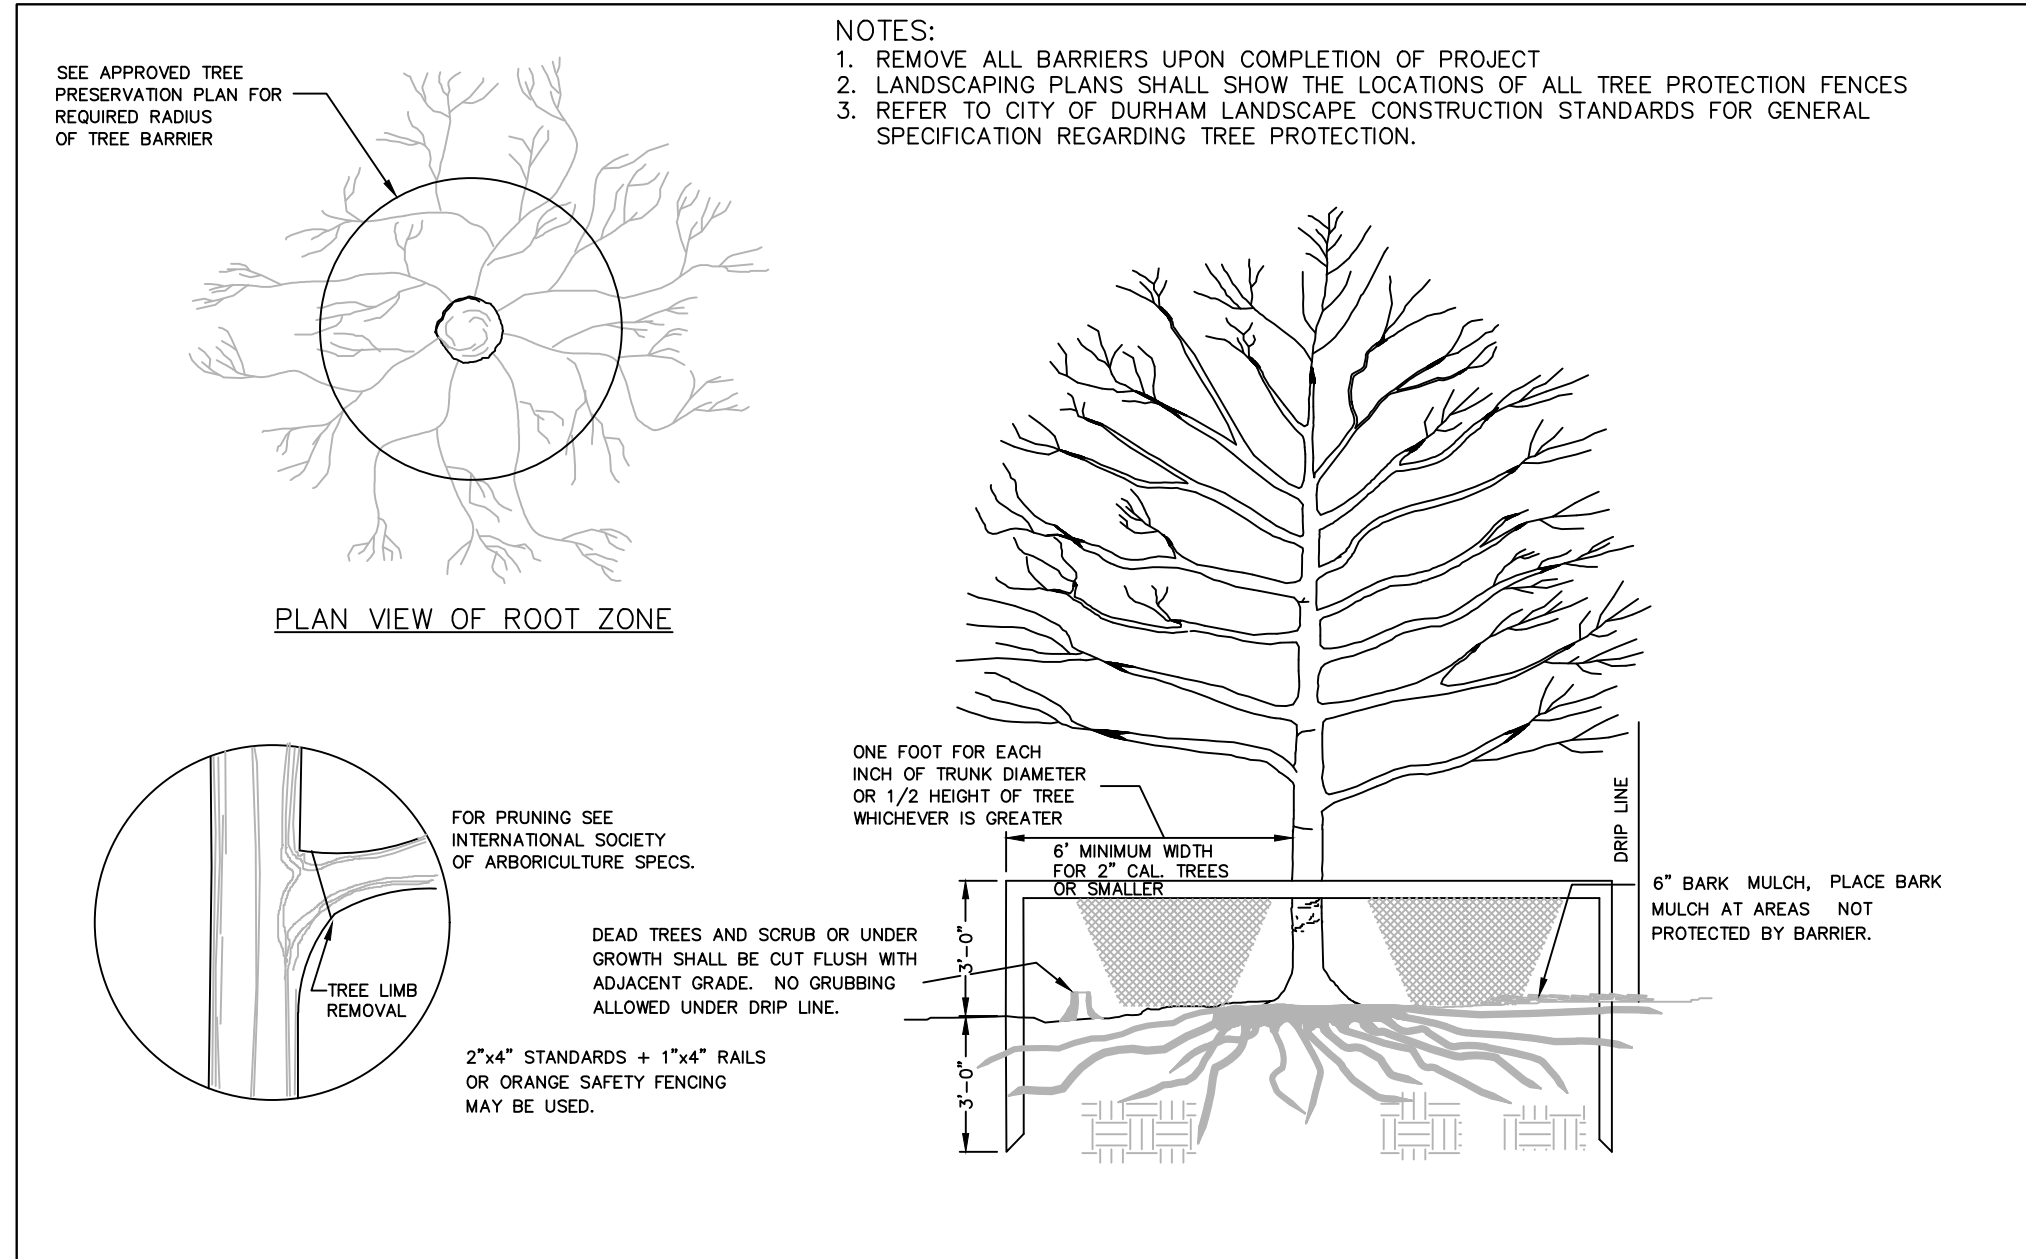 NOTES:
1. REMOVE ALL BARRIERS UPON COMPLETION OF PROJECT
2. LANDSCAPING PLANS SHALL SHOW THE LOCATIONS OF ALL TREE PROTECTION FENCES
3. REFER TO CITY OF DURHAM LANDSCAPE CONSTRUCTION STANDARDS FOR GENERAL
SPECIFICATION REGARDING TREE PROTECTION.
SEE APPROVED TREE
PRESERVATION PLAN FOR
REQUIRED RADIUS
OF TREE BARRIER
PLAN VIEW OF ROOT ZONE
FOR PRUNING SEE
INTERNATIONAL SOCIETY
OF ARBORICULTURE SPECS.
TREE LIMB
REMOVAL
ONE FOOT FOR EACH
INCH OF TRUNK DIAMETER
OR 1/2 HEIGHT OF TREE
WHICHEVER IS GREATER
6' MINIMUM WIDTH
FOR 2" CAL. TREES
OR SMALLER
DRIP LINE
6" BARK MULCH, PLACE BARK
MULCH AT AREAS NOT
PROTECTED BY BARRIER.
DEAD TREES AND SCRUB OR UNDER
GROWTH SHALL BE CUT FLUSH WITH
ADJACENT GRADE. NO GRUBBING
ALLOWED UNDER DRIP LINE.
3'-0"
3'-0"
2"x4" STANDARDS + 1"x4" RAILS
OR ORANGE SAFETY FENCING
MAY BE USED.